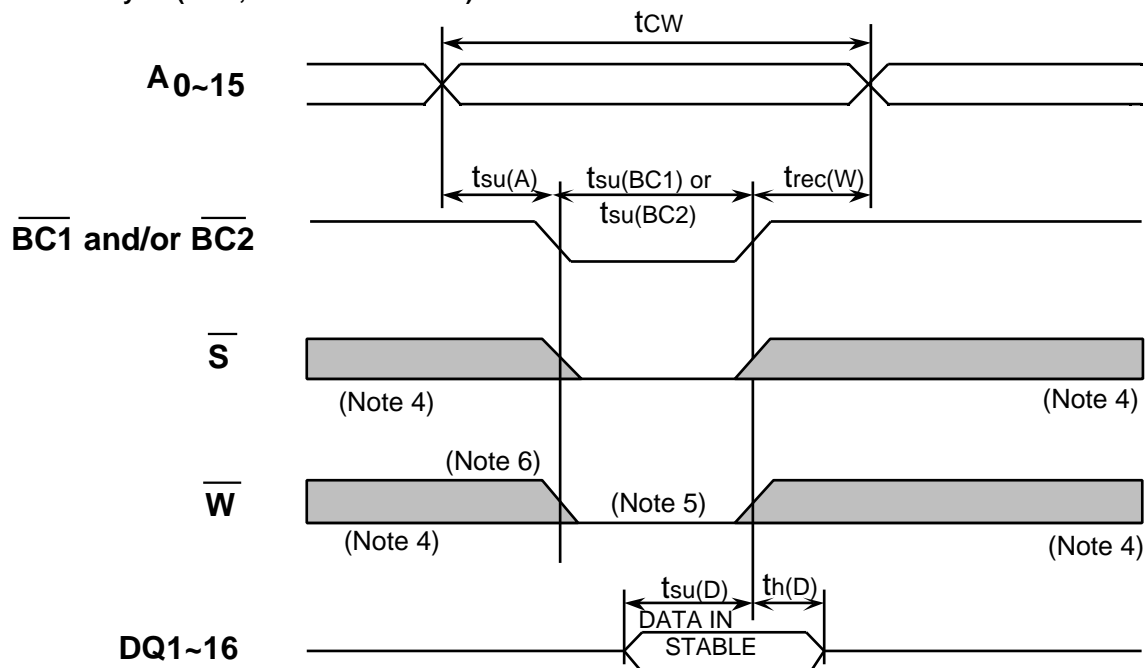 tCW
A0~15
tsu(A)
tsu(BC1) or
tsu(BC2)
trec(W)
BC1 and/or BC2
S
(Note 4)
(Note 4)
(Note 6)
W
(Note 5)
(Note 4)
(Note 4)
tsu(D)
th(D)
DATA IN
STABLE
DQ1~16